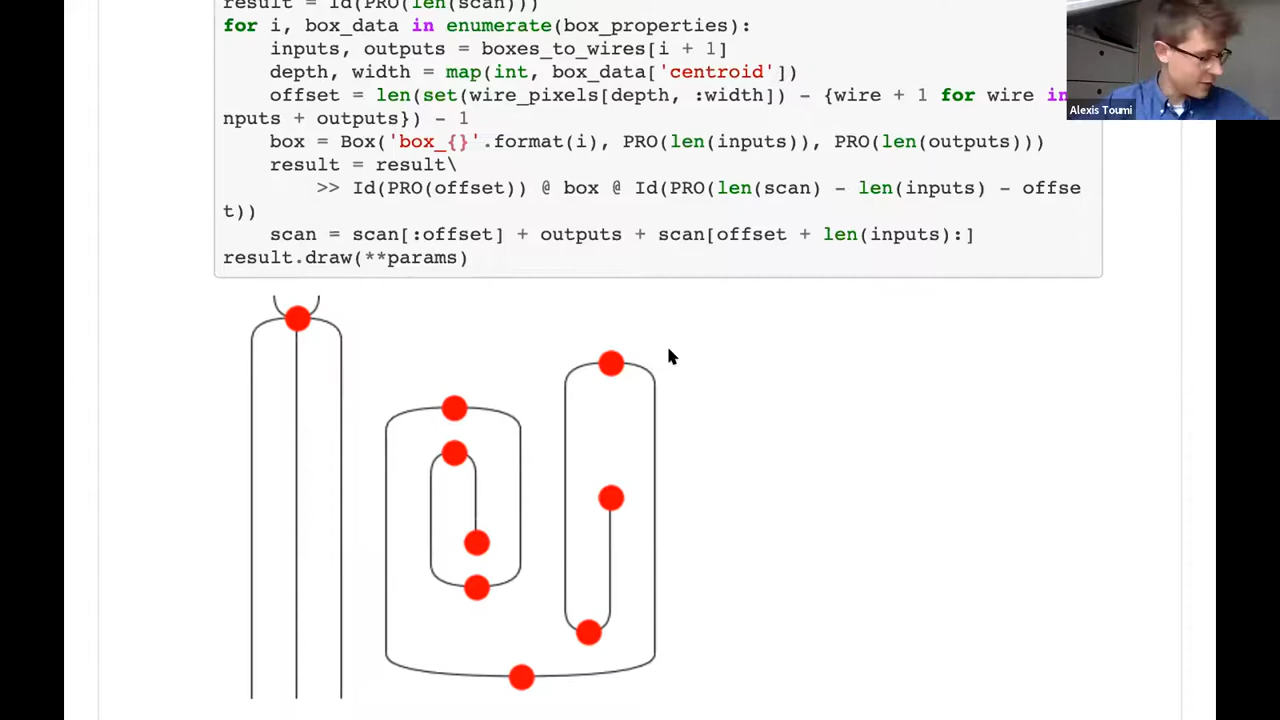 result = Id(PRO(len(scan)))
for i, box_data in enumerate(box_properties):
    inputs, outputs = boxes_to_wires[i + 1]
    depth, width = map(int, box_data['centroid'])
    offset = len(set(wire_pixels[depth, :width]) - {wire + 1 for wire in
nputs + outputs}) - 1
    box = Box('box_{}'.format(i), PRO(len(inputs)), PRO(len(outputs)))
    result = result\
        >> Id(PRO(offset)) @ box @ Id(PRO(len(scan) - len(inputs) - offse
t))
    scan = scan[:offset] + outputs + scan[offset + len(inputs):]
result.draw(**params)
Alexis Toumi